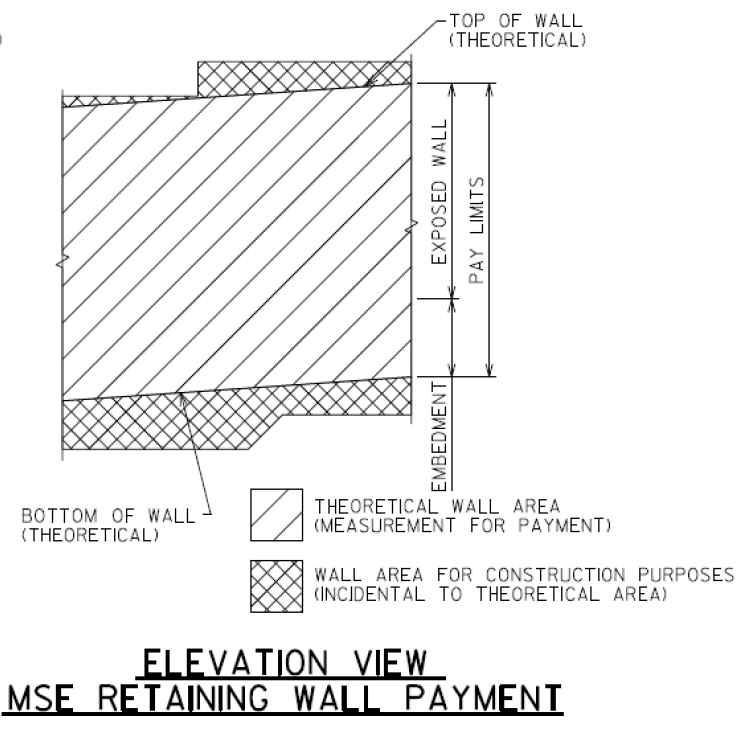 TOP OF WALL
(THEORETICAL)
EXPOSED WALL
PAY LIMITS
EMBEDMENT
BOTTOM OF WALL
(THEORETICAL)
THEORETICAL WALL AREA
(MEASUREMENT FOR PAYMENT)
WALL AREA FOR CONSTRUCTION PURPOSES
(INCIDENTAL TO THEORETICAL AREA)
ELEVATION VIEW
MSE RETAINING WALL PAYMENT